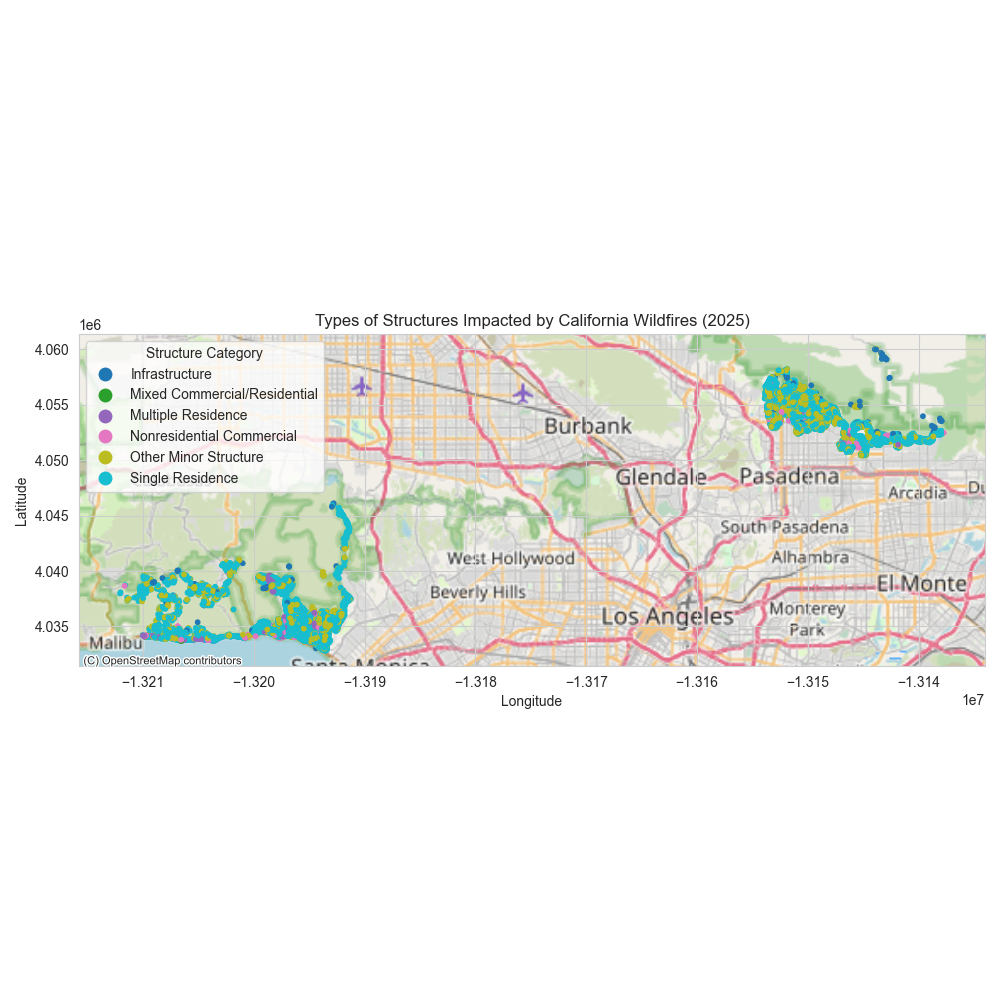 Types of Structures Impacted by California Wildfires (2025)
1e6
4.060
4.055
4.050
4.045
4.040
4.035
Latitude
Structure Category
Infrastructure
Mixed Commercial/Residential
Multiple Residence
Nonresidential Commercial
Other Minor Structure
Single Residence
Burbank
Glendale
Pasadena
Arcadia
Du
South Pasadena
West Hollywood
Alhambra
El Monte
Beverly Hills
Los Angeles
Monterey
Park
Malibu
Santa Monica
(C) OpenStreetMap contributors
−1.321
−1.320
−1.319
−1.318
−1.317
−1.316
−1.315
−1.314
Longitude
1e7